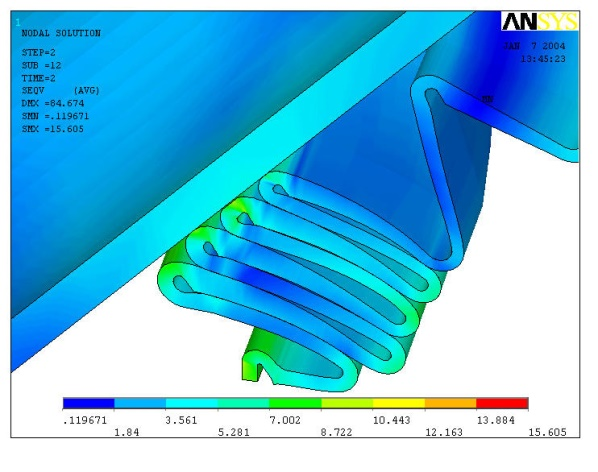 1
NODAL SOLUTION
ANSYS
STEP=2
JAN 7 2004
SUB =12
13:45:23
TIME=2
SEQV (AVG)
DMX =84.674
SMN =.119671
SMX =15.605
MN
.119671 3.561 7.002 10.443 13.884
1.84 5.281 8.722 12.163 15.605